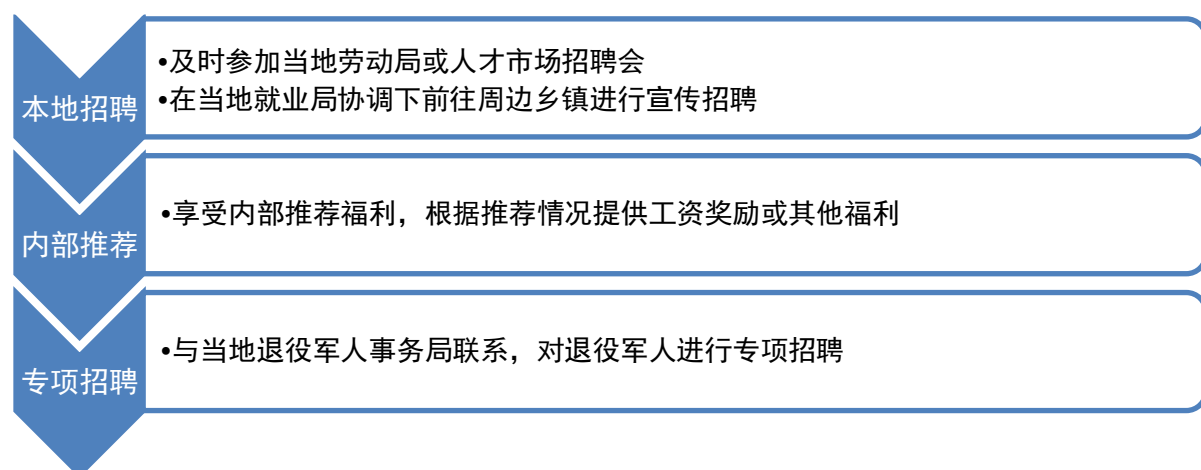 本地招聘
•及时参加当地劳动局或人才市场招聘会
•在当地就业局协调下前往周边乡镇进行宣传招聘
内部推荐
•享受内部推荐福利，根据推荐情况提供工资奖励或其他福利
专项招聘
•与当地退役军人事务局联系，对退役军人进行专项招聘